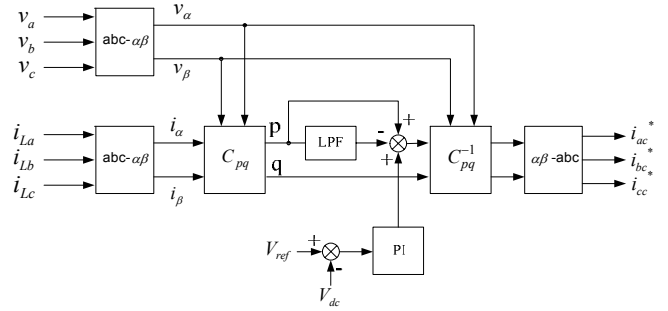 v_a
v_b
v_c
abc-αβ
v_α
v_β
i_La
i_Lb
i_Lc
abc-αβ
i_α
i_β
C_pq
p
q
LPF
-
+
+
C_pq^-1
αβ -abc
i_ac^*
i_bc^*
i_cc^*
V_ref
+
-
V_dc
PI